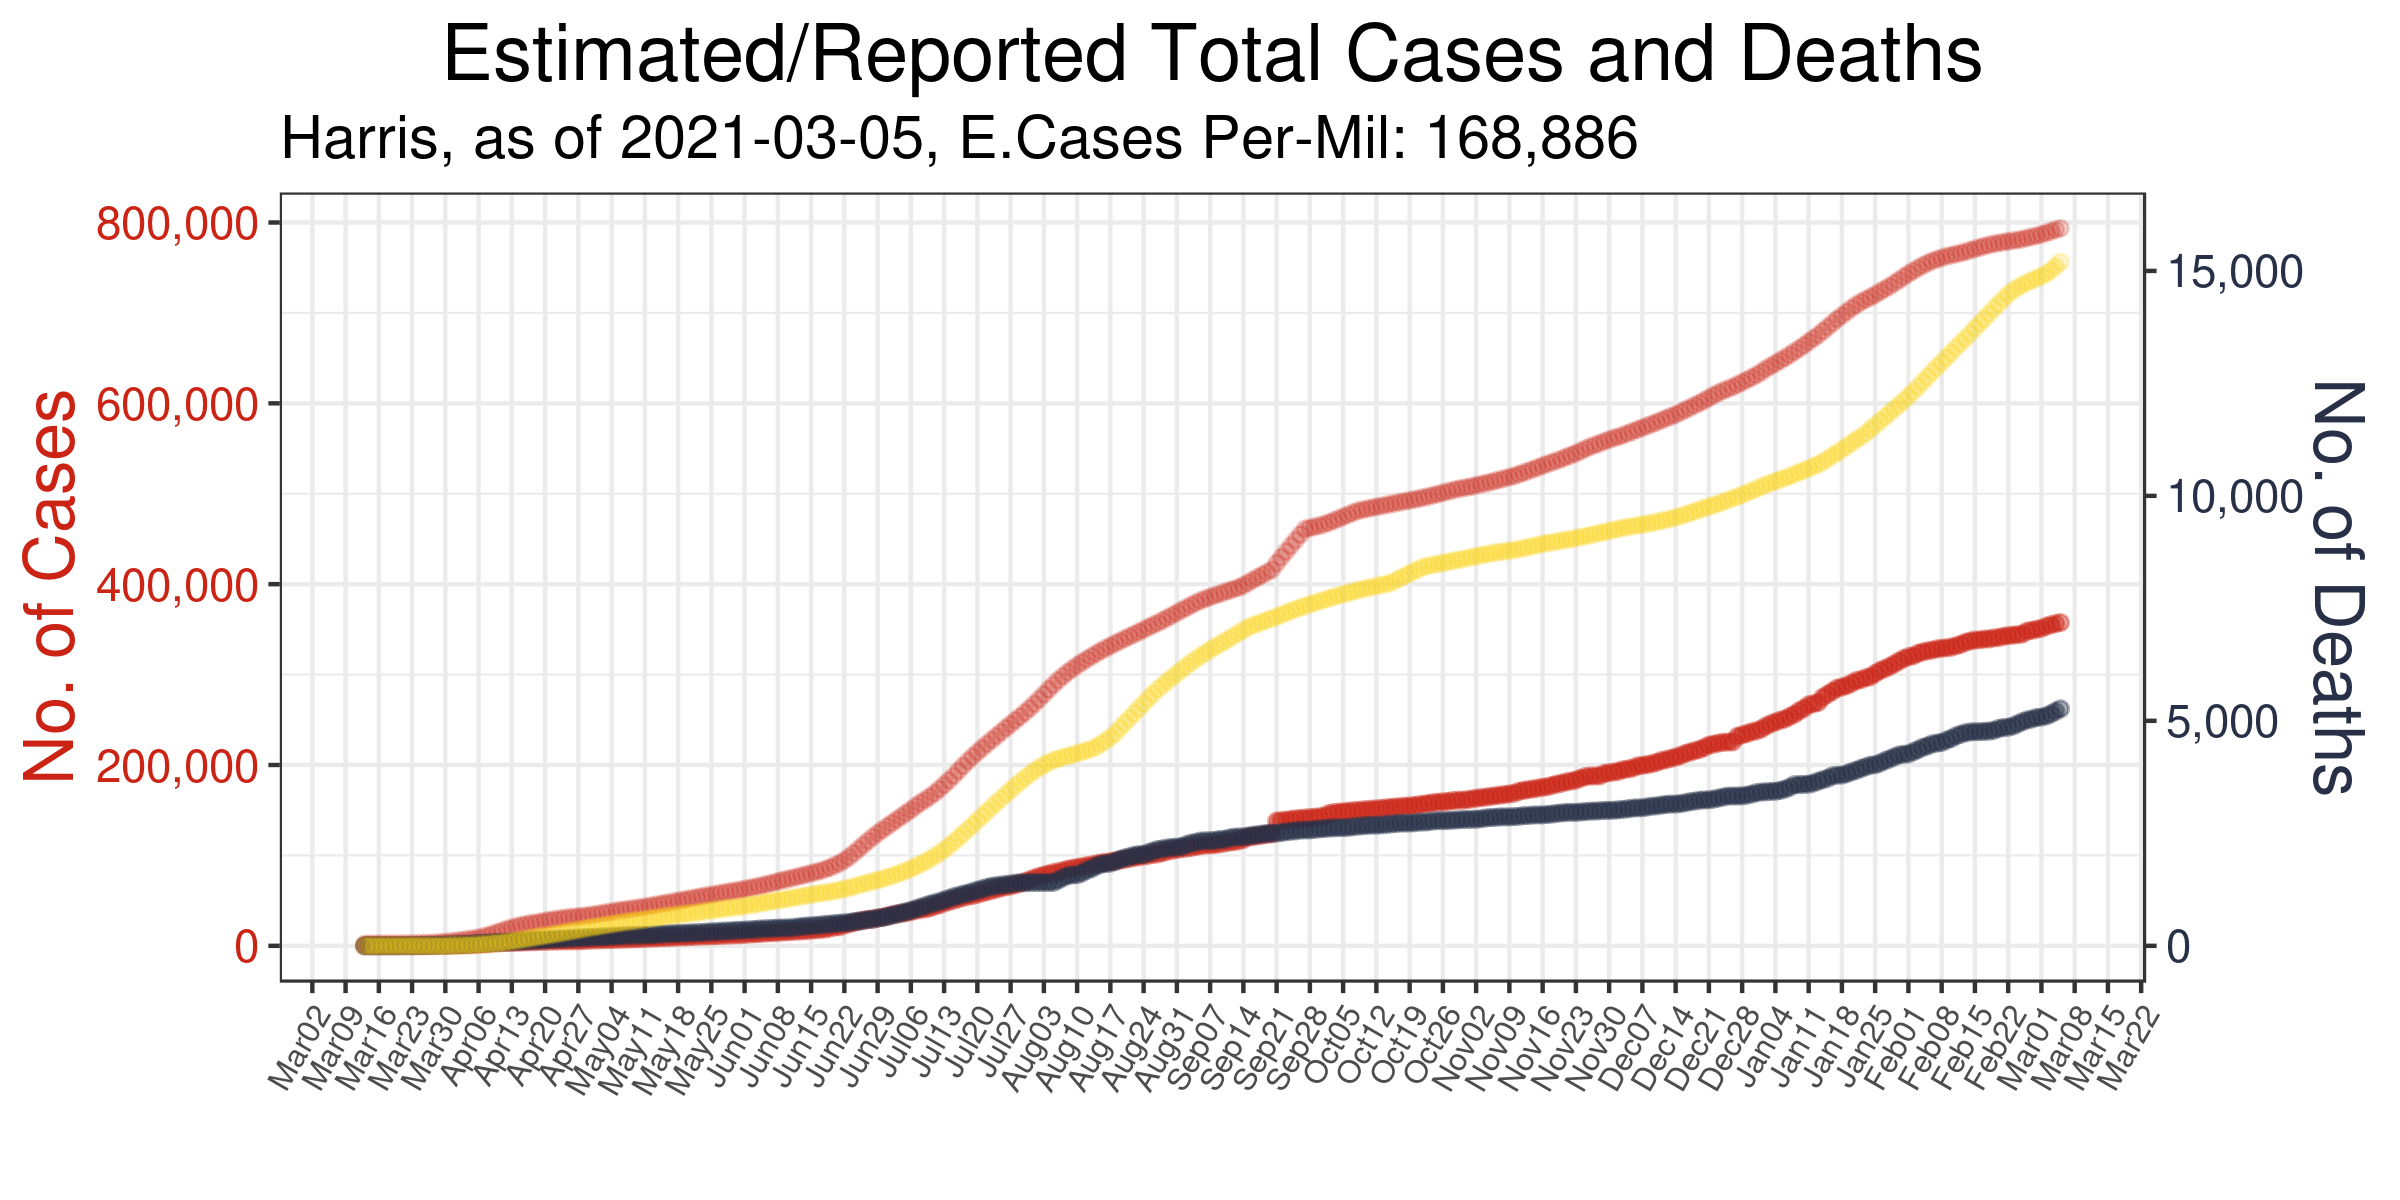 Estimated/Reported Total Cases and Deaths
Harris, as of 2021-03-05, E.Cases Per-Mil: 168,886
No. of Cases
800,000
600,000
400,000
200,000
0
15,000
10,000
5,000
0
No. of Deaths
Mar02
Mar09
Mar16
Mar23
Mar30
Apr06
Apr13
Apr20
Apr27
May04
May11
May18
May25
Jun01
Jun08
Jun15
Jun22
Jun29
Jul06
Jul13
Jul20
Jul27
Aug03
Aug10
Aug17
Aug24
Aug31
Sep07
Sep14
Sep21
Sep28
Oct05
Oct12
Oct19
Oct26
Nov02
Nov09
Nov16
Nov23
Nov30
Dec07
Dec14
Dec21
Dec28
Jan04
Jan11
Jan18
Jan25
Feb01
Feb08
Feb15
Feb22
Mar01
Mar08
Mar15
Mar22